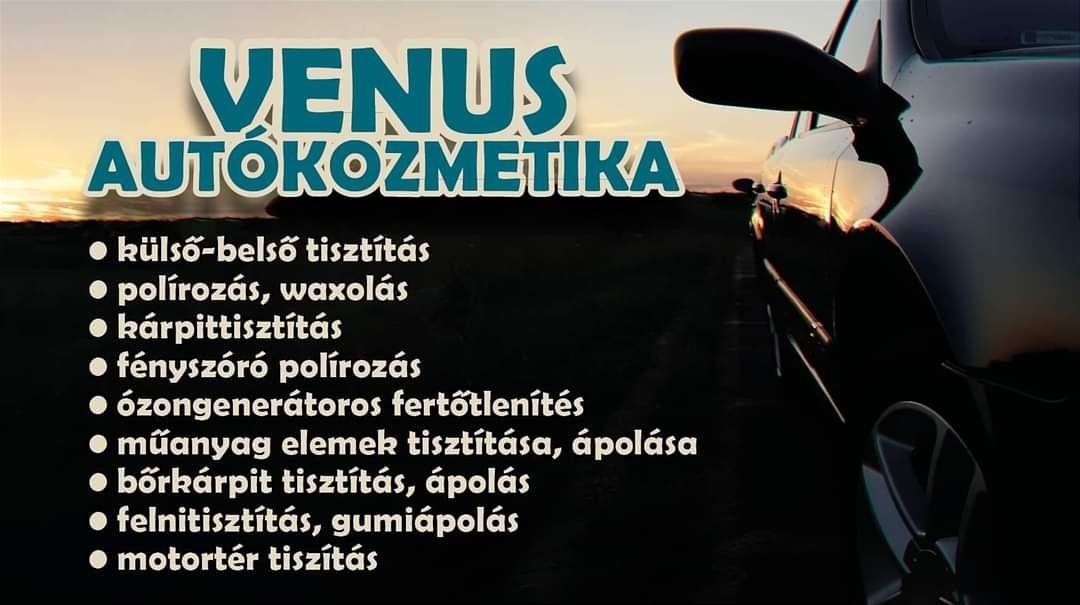 VENUS
AUTÓKOZMETIKA
• külső-belső tisztítás
• polírozás, waxolás
• kárpittisztítás
• fényszóró polírozás
• ózongenerátoros fertőtlenítés
• műanyag elemek tisztítása, ápolása
• bőrkárpit tisztítás, ápolás
• felnitisztítás, gumiápolás
• motortér tiszítás